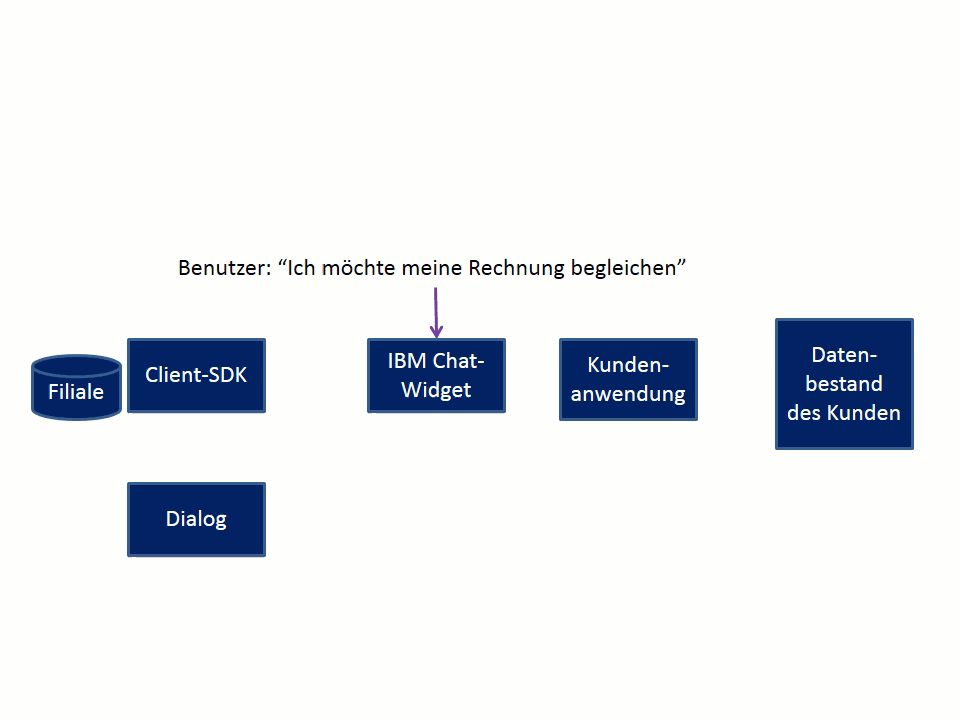 Benutzer: “Ich möchte meine Rechnung begleichen”
Filiale
Client-SDK
IBM Chat-
Widget
Kunden-
anwendung
Daten-
bestand
des Kunden
Dialog